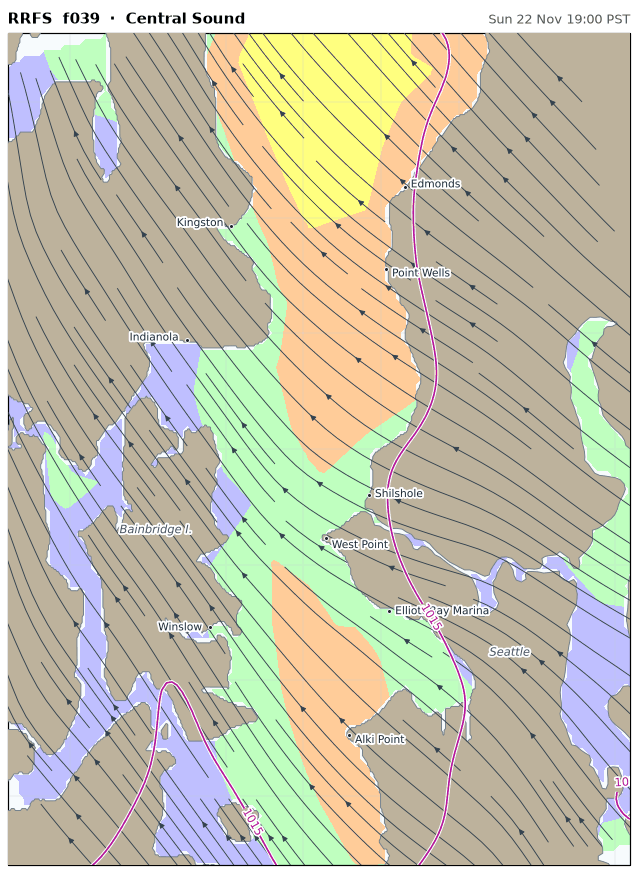 RRFS f039 · Central Sound
Sun 22 Nov 19:00 PST
Edmonds
Kingston
Point Wells
Indianola
Shilshole
Bainbridge I.
West Point
Elliott Bay Marina
1015
Winslow
Seattle
Alki Point
10
1015